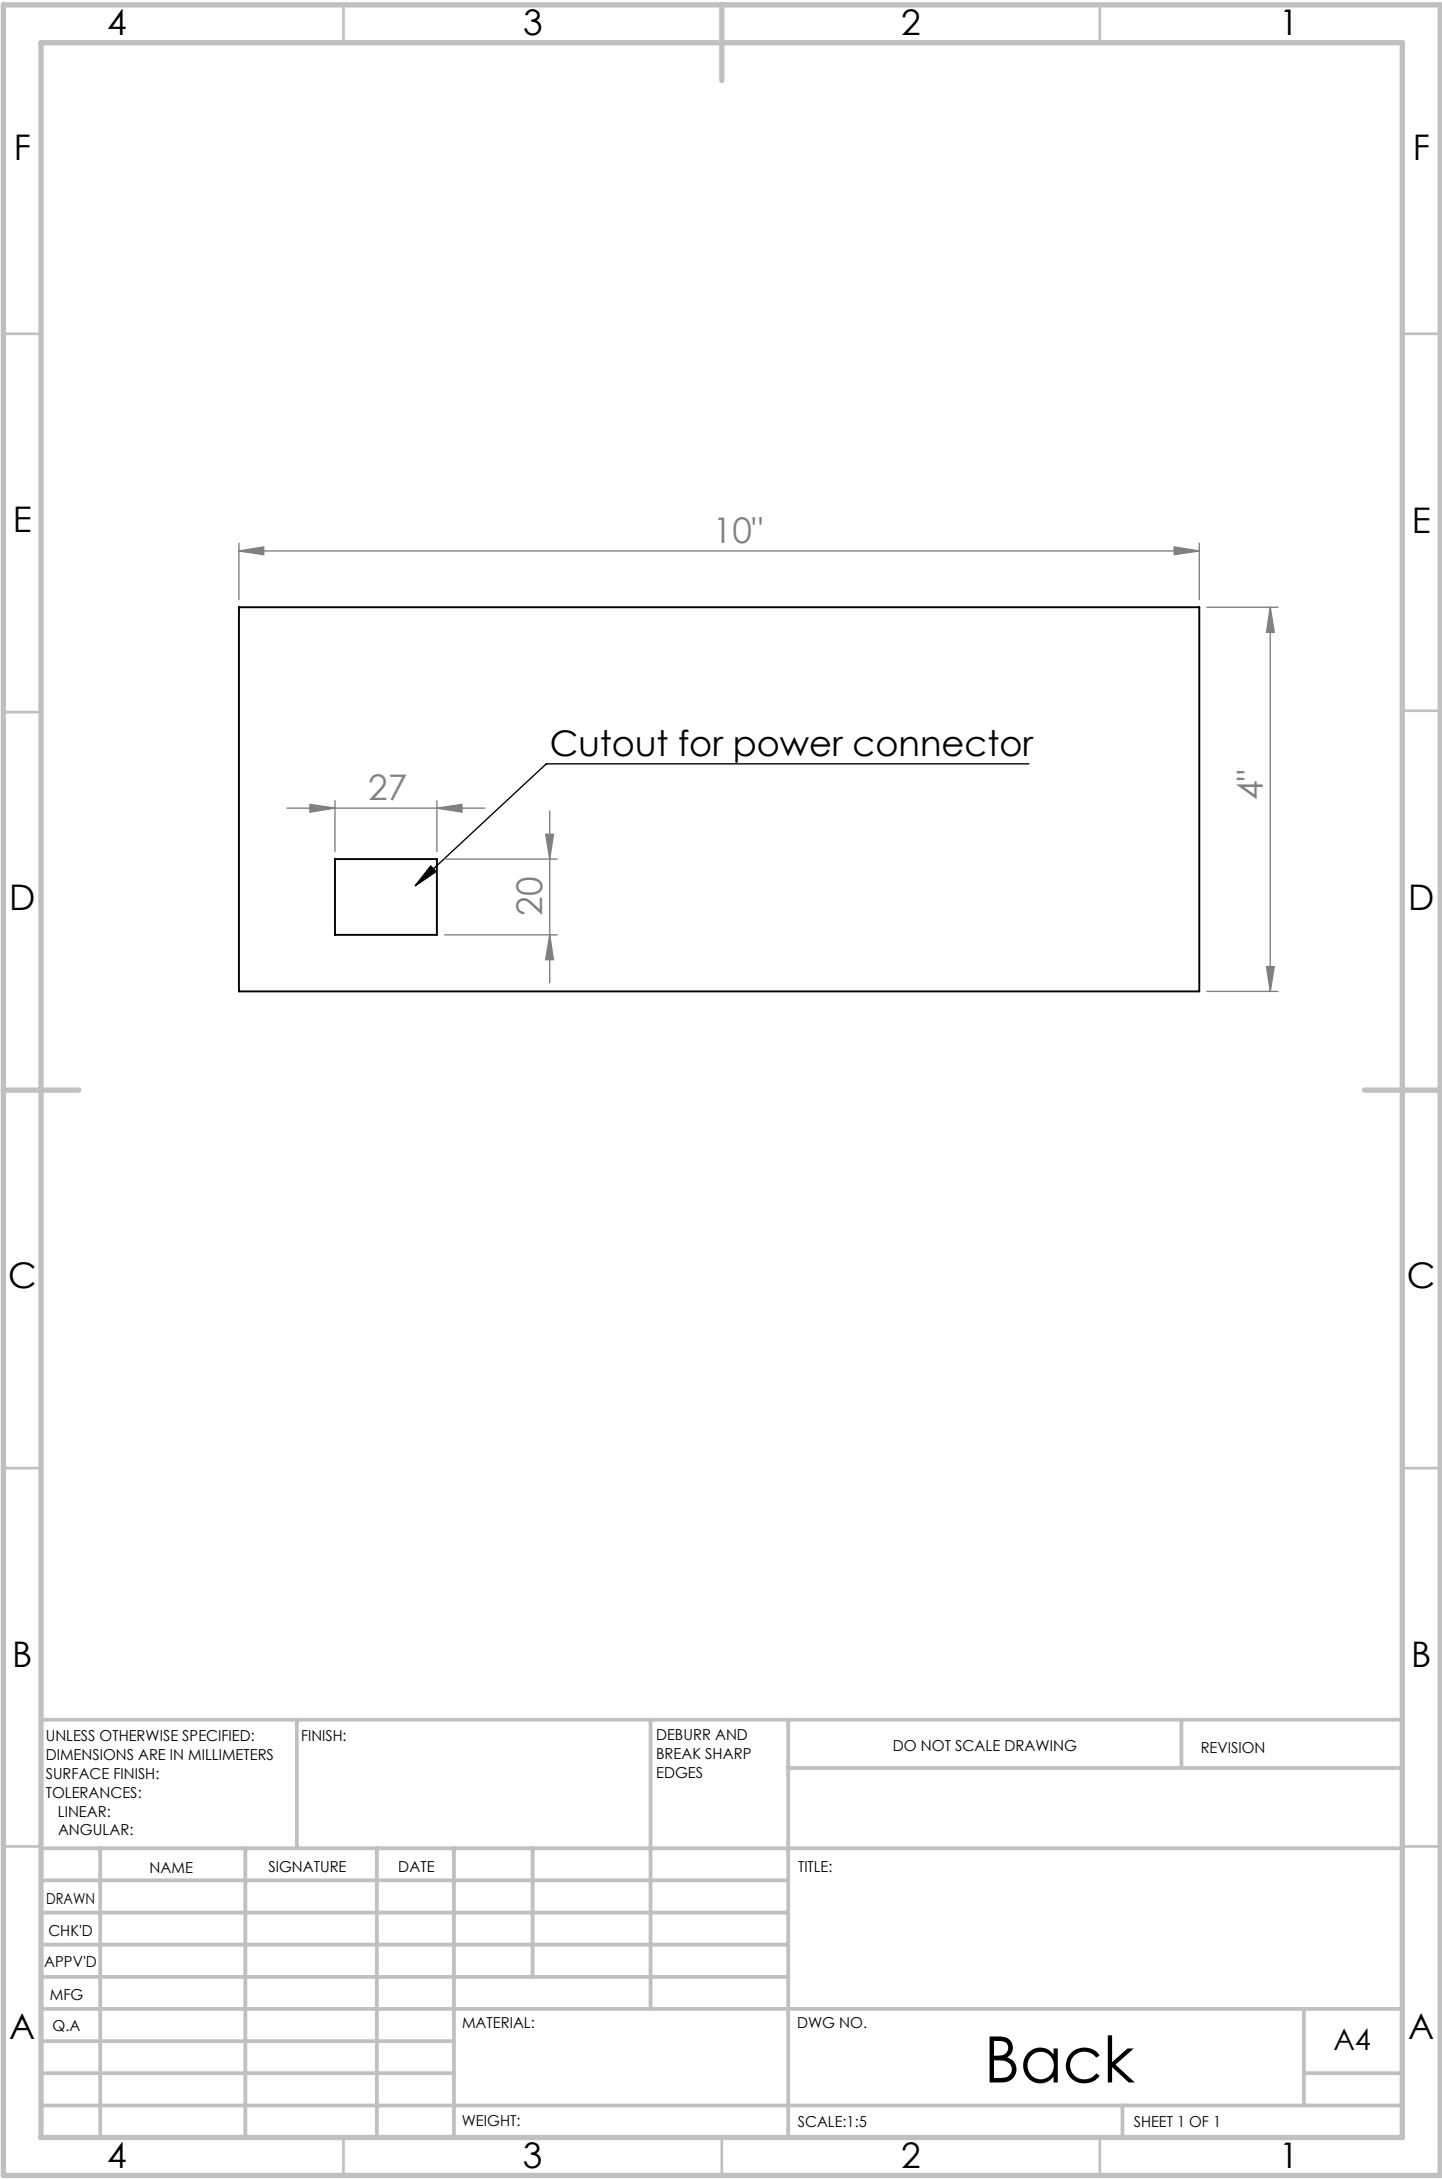 4 3 2 1
F F
E E
10"
Cutout for power connector
27
4"
20
D D
C C
B B
UNLESS OTHERWISE SPECIFIED:
DIMENSIONS ARE IN MILLIMETERS
SURFACE FINISH:
TOLERANCES:
LINEAR:
ANGULAR:
FINISH:
DEBURR AND
BREAK SHARP
EDGES
DO NOT SCALE DRAWING
REVISION
NAME SIGNATURE DATE
DRAWN
CHK'D
APPV'D
MFG
Q.A
TITLE:
MATERIAL:
DWG NO.
Back
A4
A A
WEIGHT:
SCALE:1:5
SHEET 1 OF 1
4 3 2 1